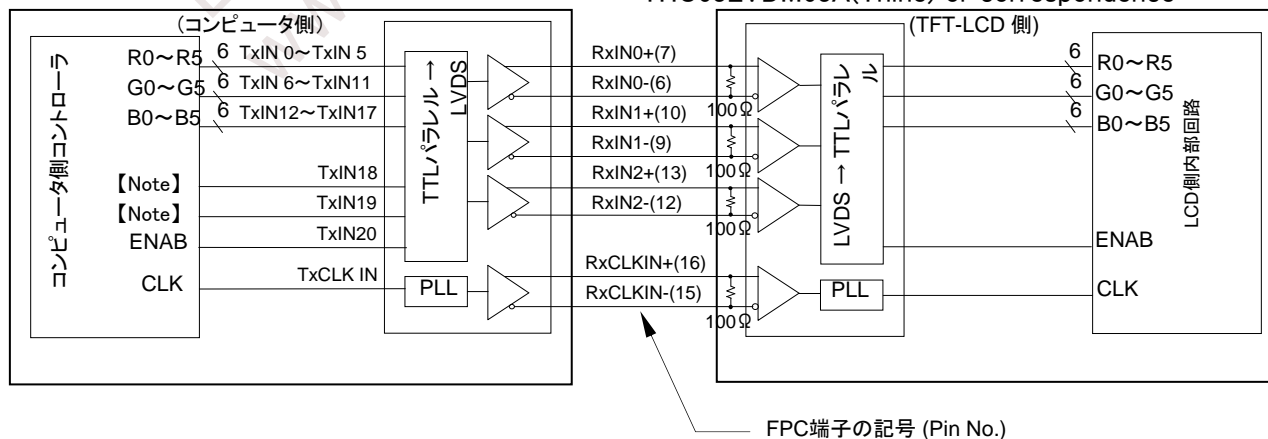 (コンピュータ側)
(TFT-LCD 側)
コンピュータ側コントローラ
R0～R5
6
TxIN 0～TxIN 5
G0～G5
6
TxIN 6～TxIN11
B0～B5
6
TxIN12～TxIN17
【Note】
TxIN18
【Note】
TxIN19
ENAB
TxIN20
CLK
TxCLK IN
TTLパラレル → LVDS
PLL
RxIN0+(7)
RxIN0-(6)
100Ω
RxIN1+(10)
RxIN1-(9)
100Ω
RxIN2+(13)
RxIN2-(12)
100Ω
RxCLKIN+(16)
RxCLKIN-(15)
100Ω
LVDS → TTLパラレ
ル
PLL
6
R0～R5
6
G0～G5
6
B0～B5
ENAB
CLK
LCD側内部回路
FPC端子の記号 (Pin No.)